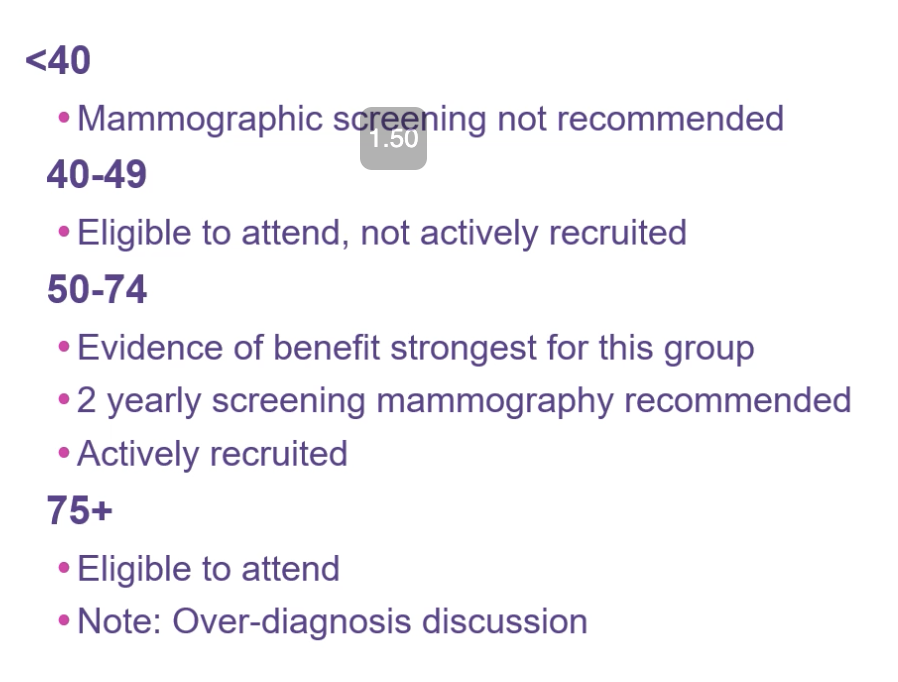 <40
• Mammographic screening not recommended
1.50
40-49
• Eligible to attend, not actively recruited
50-74
• Evidence of benefit strongest for this group
• 2 yearly screening mammography recommended
• Actively recruited
75+
• Eligible to attend
• Note: Over-diagnosis discussion